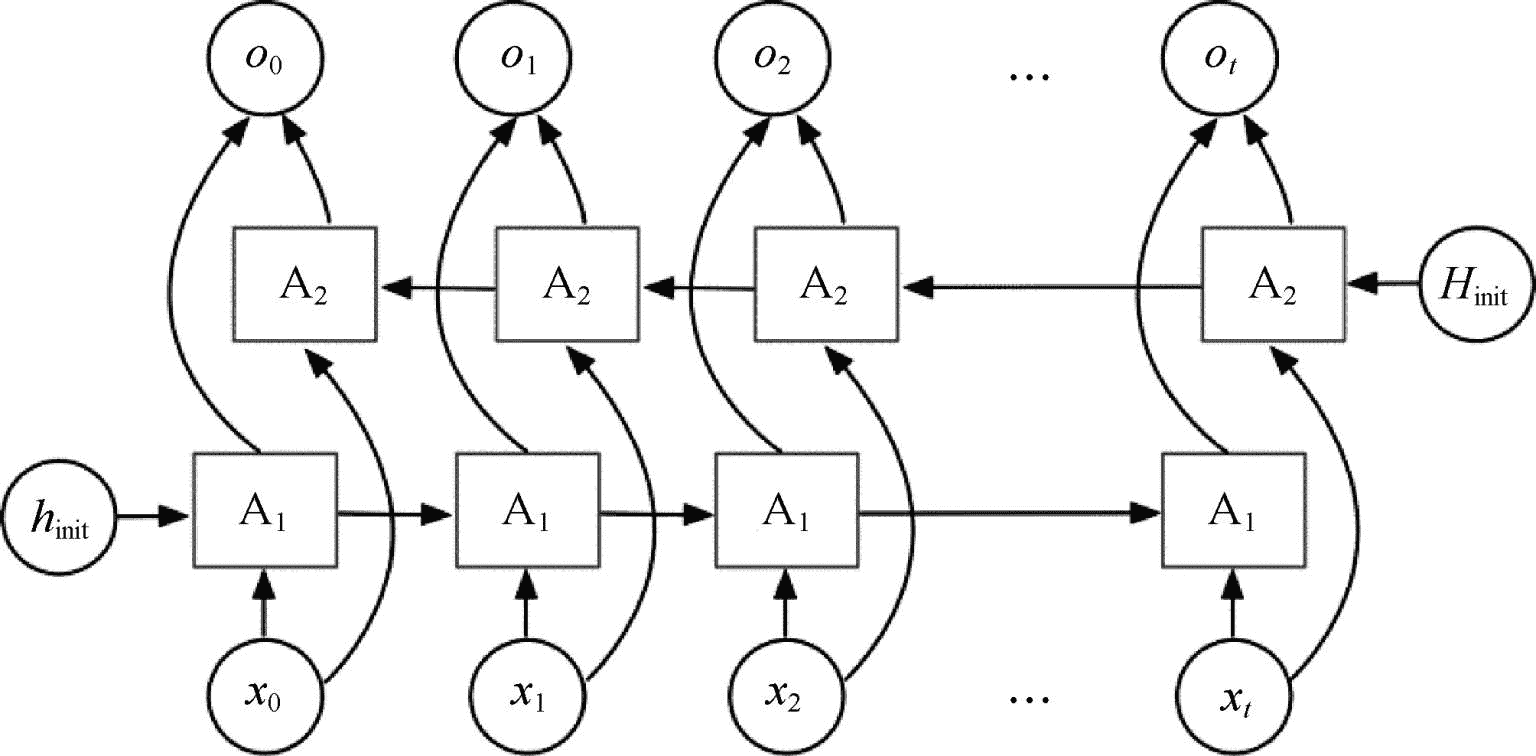 o0 o1 o2 … ot
A2 A2 A2 A2 Hinit
hinit A1 A1 A1 A1
x0 x1 x2 … xt